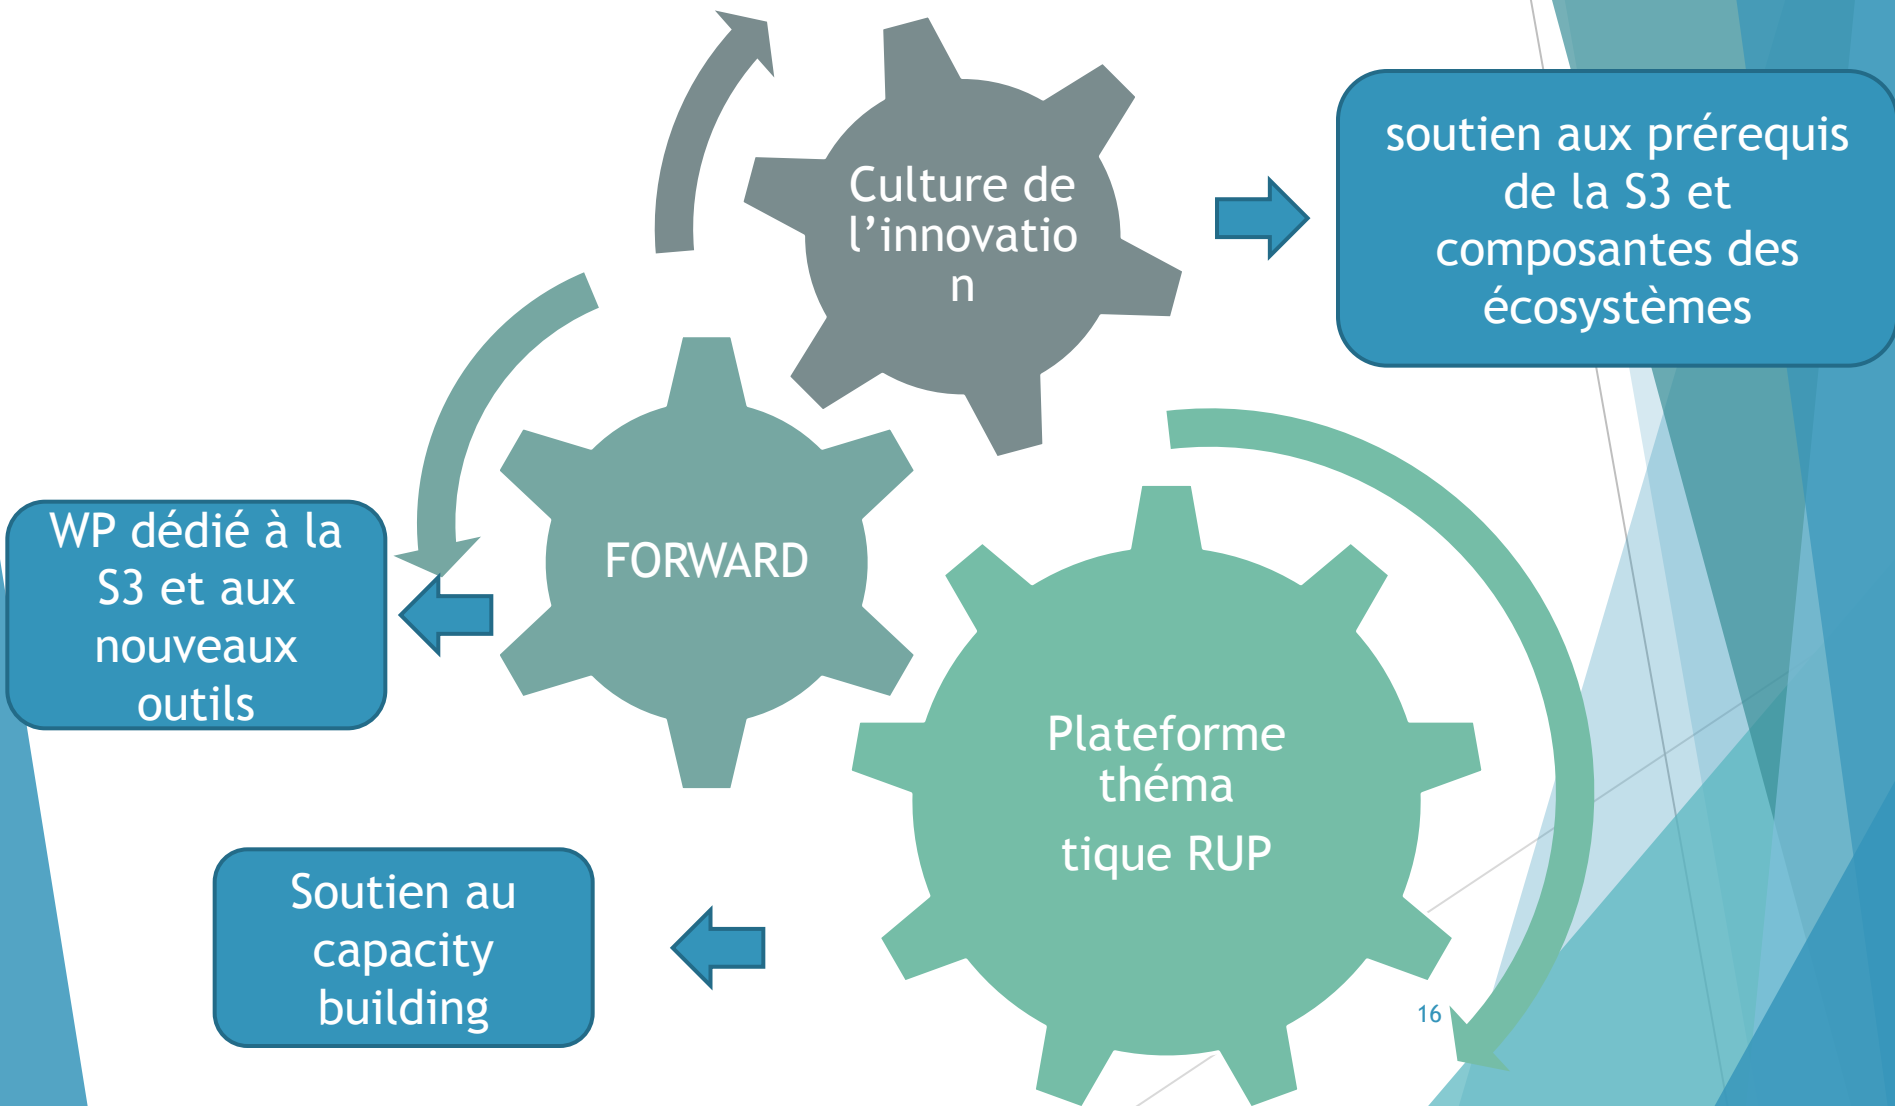 Culture de
l’innovatio
n
soutien aux prérequis
de la S3 et
composantes des
écosystèmes
FORWARD
WP dédié à la
S3 et aux
nouveaux
outils
Plateforme
théma
tique RUP
Soutien au
capacity
building
16